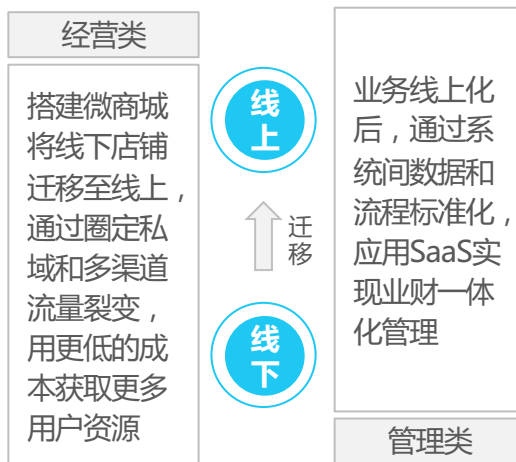 经营类
搭建微商城
将线下店铺
迁移至线上，
通过圈定私
域和多渠道
流量裂变，
用更低的成
本获取更多
用户资源
线
上
迁
移
线
下
业务线上化
后，通过系
统间数据和
流程标准化，
应用SaaS实
现业财一体
化管理
管理类